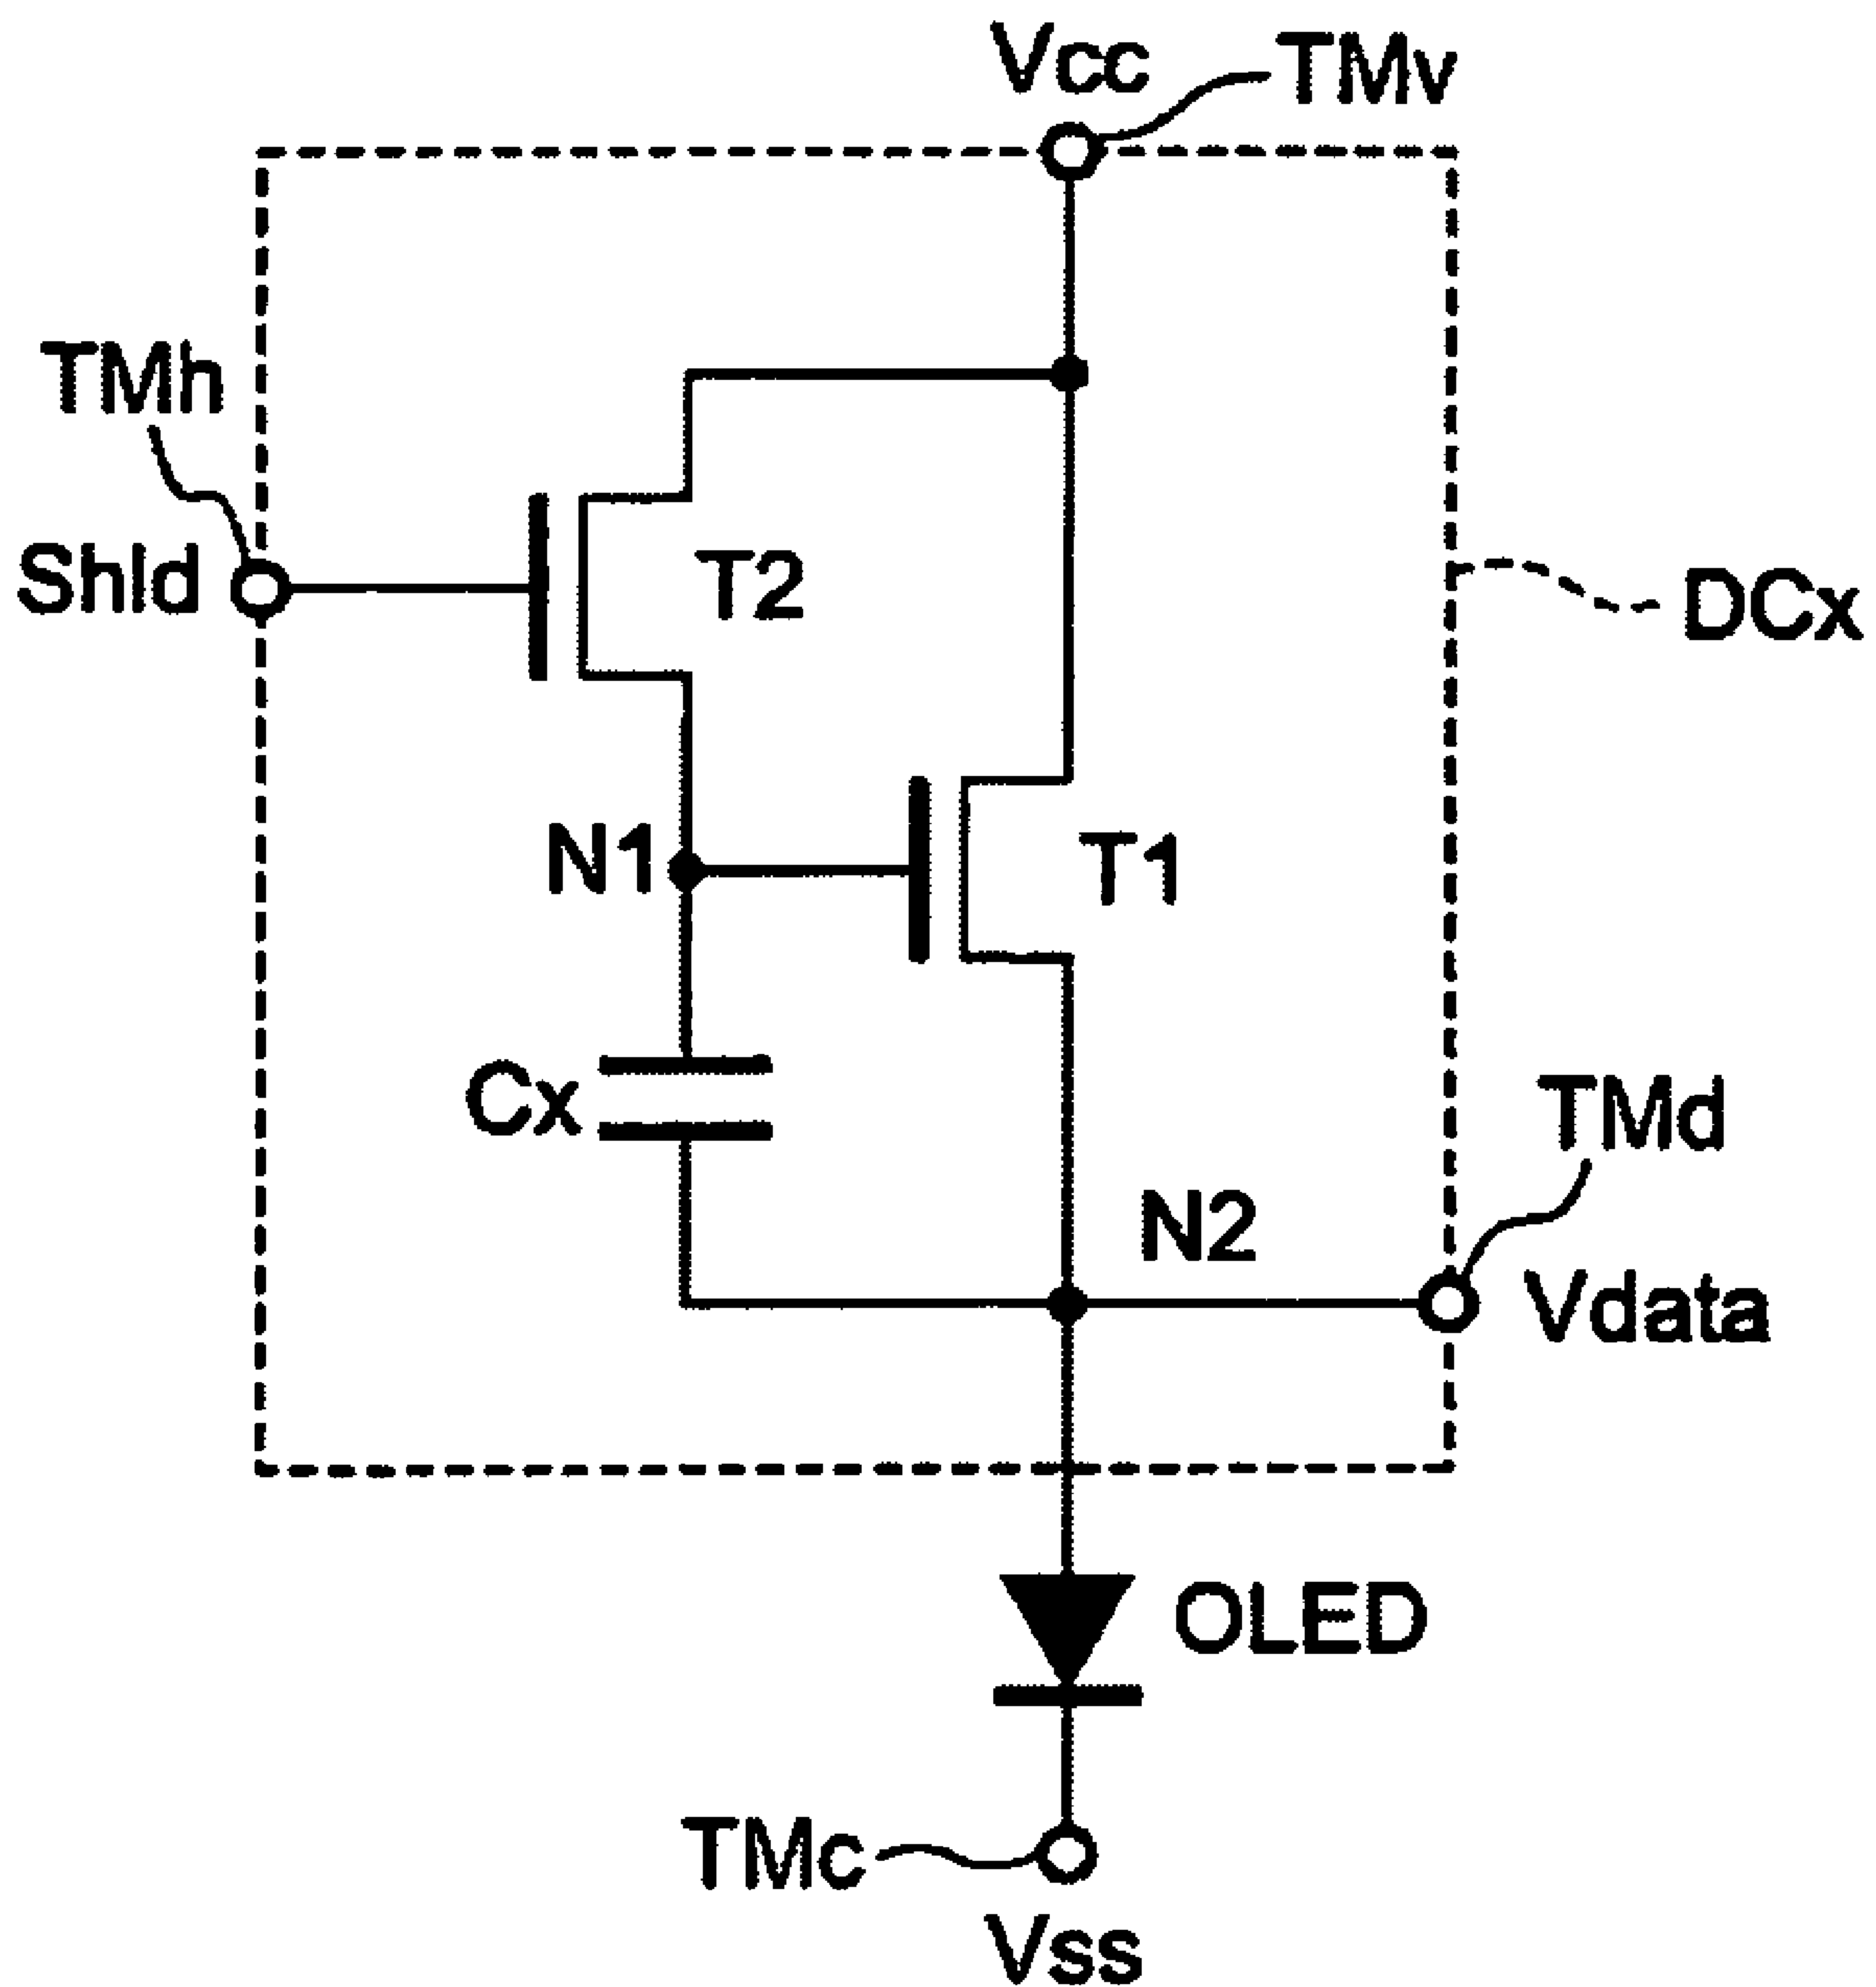 Vcc
TMv
TMh
Shld
T2
DCx
N1
T1
Cx
TMd
N2
Vdata
OLED
TMc
Vss